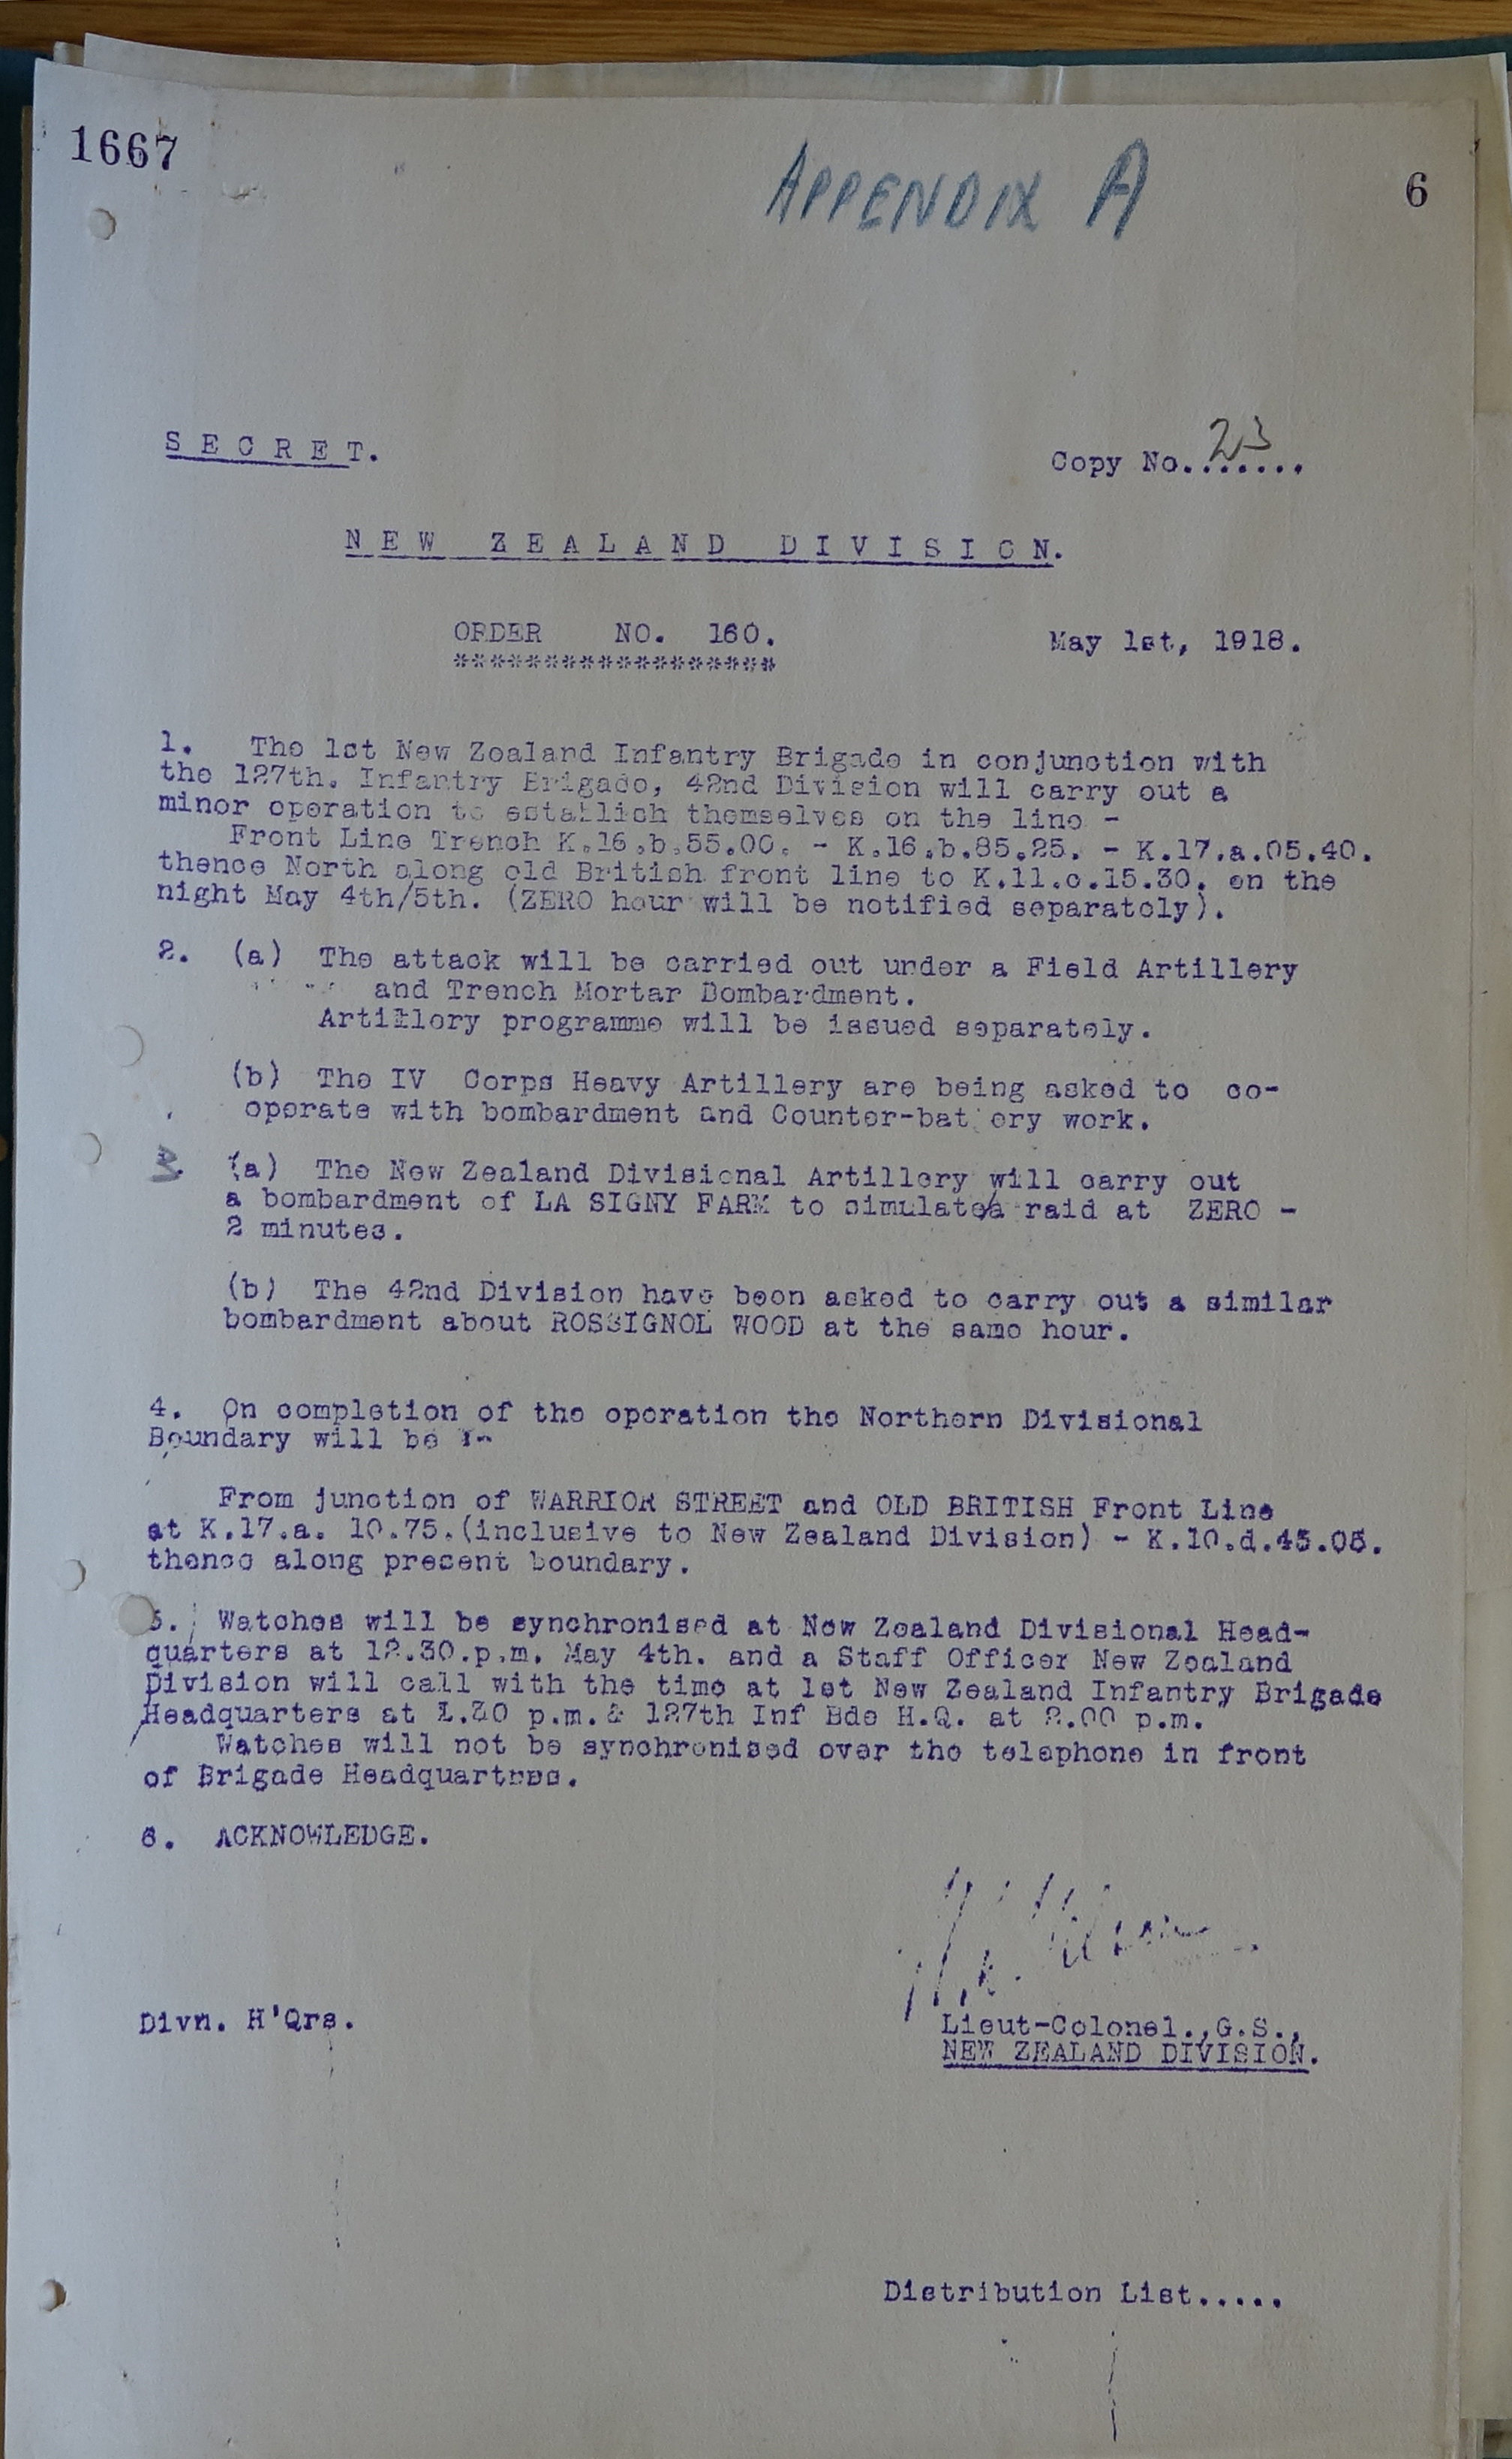 1667
APPENDIX A
6
SECRET.
Copy No. 23.......
NEW ZEALAND DIVISION.
ORDER NO. 160.
May 1st, 1918.
******************
1. The 1st New Zealand Infantry Brigade in conjunction with
the 127th. Infantry Brigade, 42nd Division will carry out a
minor operation to establish themselves on the line -
Front Line Trench K.16.b.55.00. - K.16.b.85.25. - K.17.a.05.40.
thence North along old British front line to K.11.c.15.30. on the
night May 4th/5th. (ZERO hour will be notified separately).
2. (a) The attack will be carried out under a Field Artillery
and Trench Mortar Bombardment.
Artillery programme will be issued separately.
(b) The IV Corps Heavy Artillery are being asked to co-
operate with bombardment and Counter-bat ery work.
3. (a) The New Zealand Divisional Artillery will carry out
a bombardment of LA SIGNY FARM to simulate/a raid at ZERO -
2 minutes.
(b) The 42nd Division have been asked to carry out a similar
bombardment about ROSSIGNOL WOOD at the same hour.
4. On completion of the operation the Northern Divisional
Boundary will be :-
From junction of WARRIOR STREET and OLD BRITISH Front Line
at K.17.a. 10.75.(inclusive to New Zealand Division) - K.10.d.45.05.
thence along present boundary.
5. Watches will be synchronised at New Zealand Divisional Head-
quarters at 12.30.p.m. May 4th. and a Staff Officer New Zealand
Division will call with the time at 1st New Zealand Infantry Brigade
Headquarters at 1.30 p.m. & 127th Inf Bde H.Q. at 2.00 p.m.
Watches will not be synchronised over the telephone in front
of Brigade Headquarters.
6. ACKNOWLEDGE.
Divn. H'Qrs.
Lieut-Colonel.,G.S.,
NEW ZEALAND DIVISION.
Distribution List.....